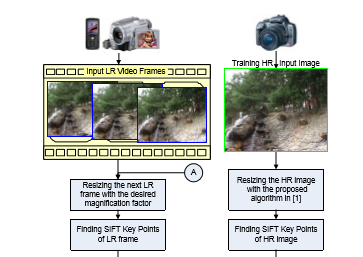 Input LR Video Frames
Training HR Input Image
A
Resizing the next LR
frame with the desired
magnification factor
Resizing the HR Image
with the proposed
algorithm in [1]
Finding SIFT Key Points
of LR frame
Finding SIFT Key Points
of HR Image